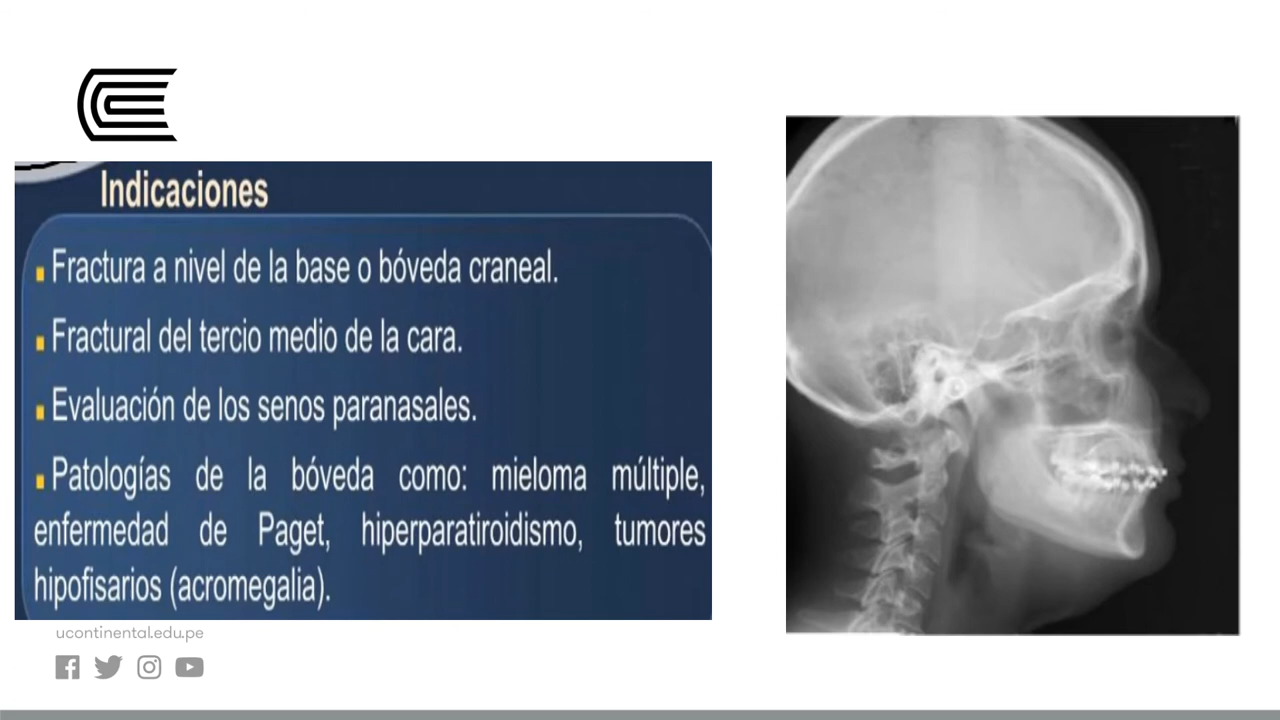 Indicaciones
▪ Fractura a nivel de la base o bóveda craneal.
▪ Fractural del tercio medio de la cara.
▪ Evaluación de los senos paranasales.
▪ Patologías de la bóveda como: mieloma múltiple,
enfermedad de Paget, hiperparatiroidismo, tumores
hipofisarios (acromegalia).
ucontinental.edu.pe